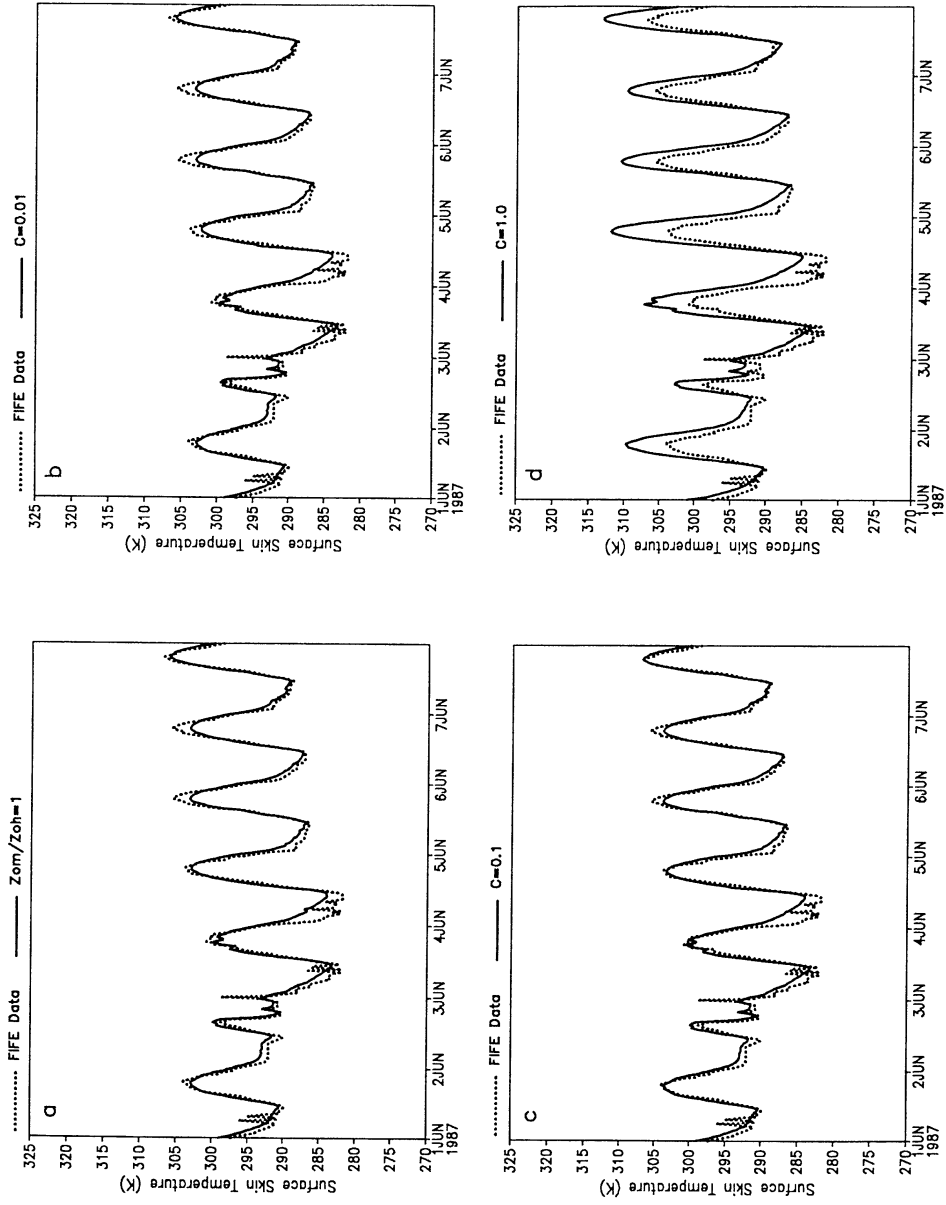 a
FIFE Data
Zom/Zoh=1
Surface Skin Temperature (K)
325
320
315
310
305
300
295
290
285
280
275
270
1JUN
1987
2JUN
3JUN
4JUN
5JUN
6JUN
7JUN
b
FIFE Data
C=0.01
Surface Skin Temperature (K)
325
320
315
310
305
300
295
290
285
280
275
270
1JUN
1987
2JUN
3JUN
4JUN
5JUN
6JUN
7JUN
c
FIFE Data
C=0.1
Surface Skin Temperature (K)
325
320
315
310
305
300
295
290
285
280
275
270
1JUN
1987
2JUN
3JUN
4JUN
5JUN
6JUN
7JUN
d
FIFE Data
C=1.0
Surface Skin Temperature (K)
325
320
315
310
305
300
295
290
285
280
275
270
1JUN
1987
2JUN
3JUN
4JUN
5JUN
6JUN
7JUN